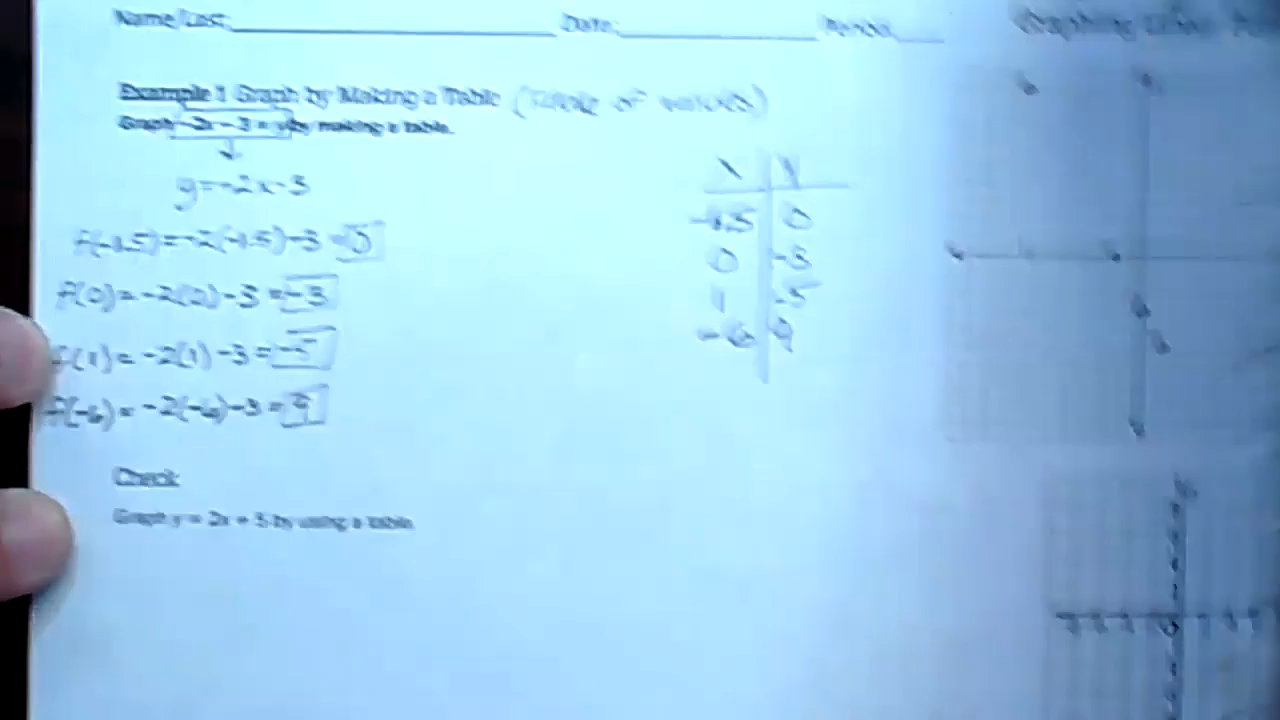 Name/Last: Date: Period:
Example 1 Graph by Making a Table (Table of values)
Graph -2x - 3 = y by making a table.
y=-2x-3
f(-1.5)=-2(-1.5)-3=0
f(0)=-2(0)-3=-3
f(1)=-2(1)-3=-5
f(-6)=-2(-6)-3=9
X Y
-1.5 0
0 -3
1 -5
-6 9
Check
Graph y = 2x + 5 by using a table.